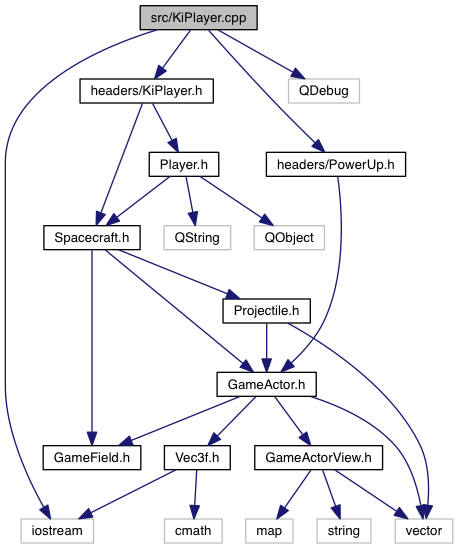 src/KiPlayer.cpp
headers/KiPlayer.h
QDebug
Player.h
headers/PowerUp.h
Spacecraft.h
QString
QObject
Projectile.h
GameActor.h
GameField.h
Vec3f.h
GameActorView.h
iostream
cmath
map
string
vector